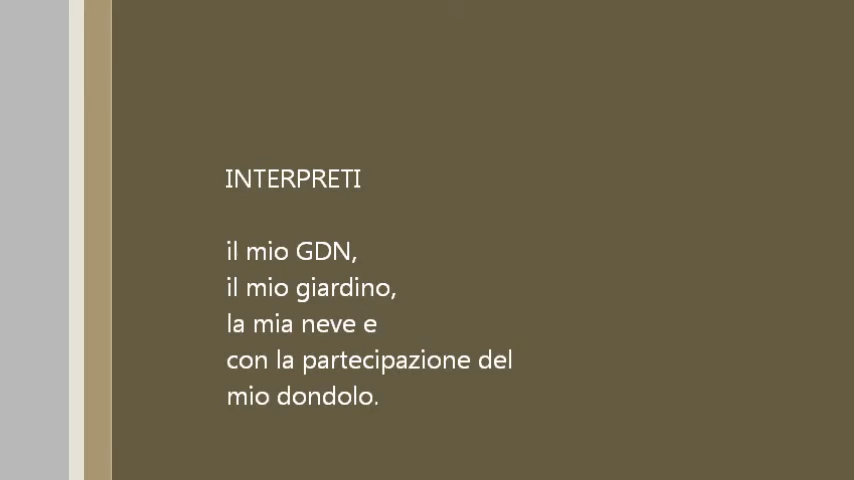 INTERPRETI
il mio GDN,
il mio giardino,
la mia neve e
con la partecipazione del
mio dondolo.